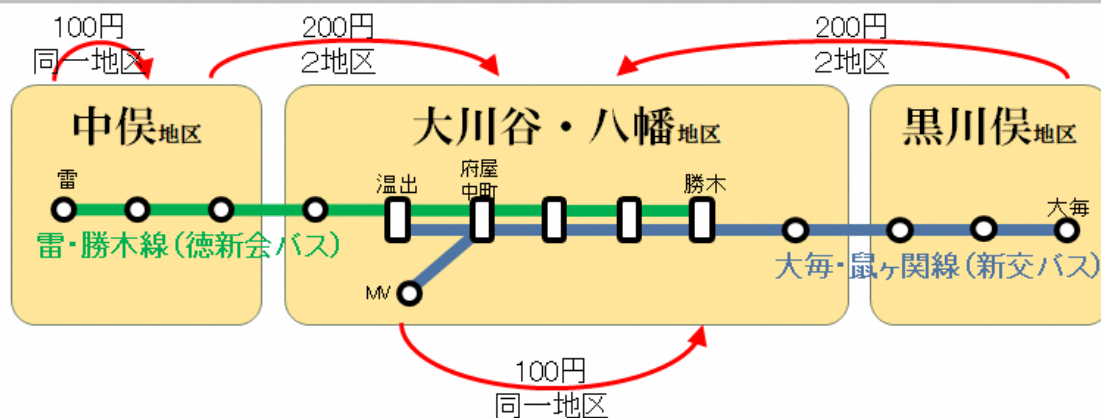 100円
同一地区
200円
2地区
200円
2地区
中俣地区
大川谷・八幡地区
黒川俣地区
雷
温出
府屋
中町
勝木
大毎
雷・勝木線(徳新会バス)
大毎・鼠ヶ関線(新交バス)
MV
100円
同一地区